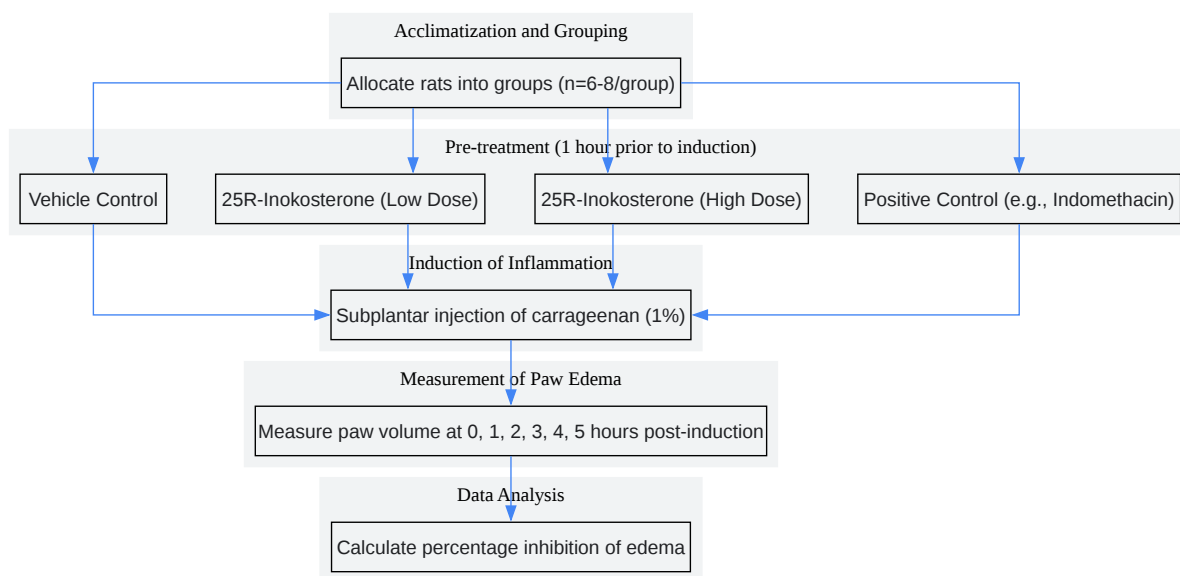 Acclimatization and Grouping
Allocate rats into groups (n=6-8/group)
Pre-treatment (1 hour prior to induction)
Vehicle Control
25R-Inokosterone (Low Dose)
25R-Inokosterone (High Dose)
Positive Control (e.g., Indomethacin)
Induction of Inflammation
Subplantar injection of carrageenan (1%)
Measurement of Paw Edema
Measure paw volume at 0, 1, 2, 3, 4, 5 hours post-induction
Data Analysis
Calculate percentage inhibition of edema